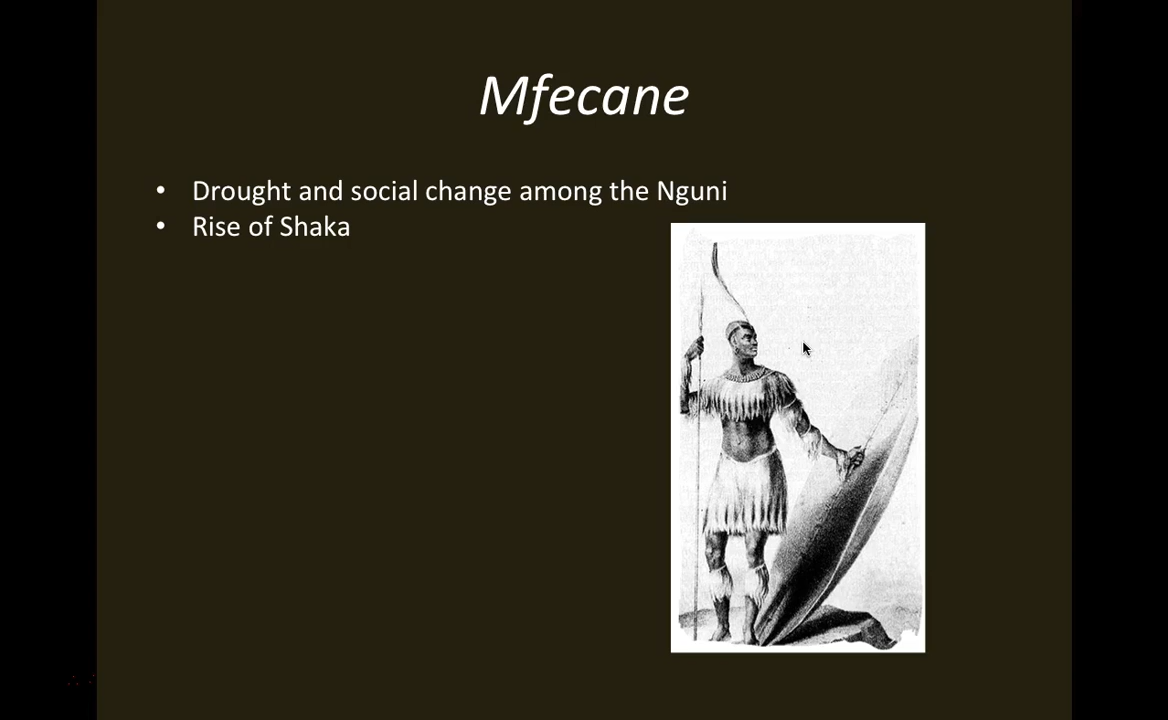 Mfecane
• Drought and social change among the Nguni
• Rise of Shaka